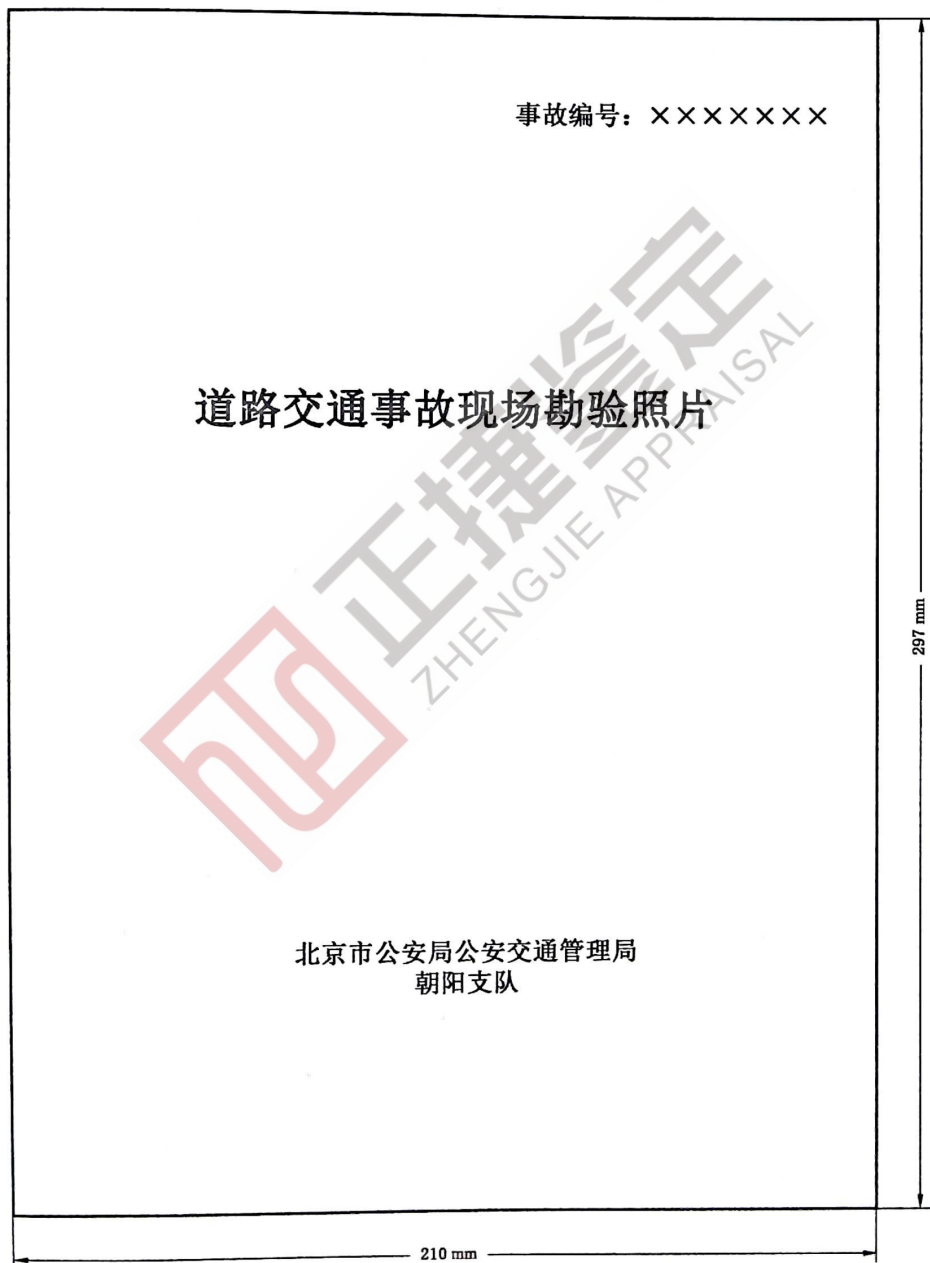 事故编号：×××××××
道路交通事故现场勘验照片
正捷鉴定
ZHENGJIE APPRAISAL
297 mm
北京市公安局公安交通管理局
朝阳支队
210 mm